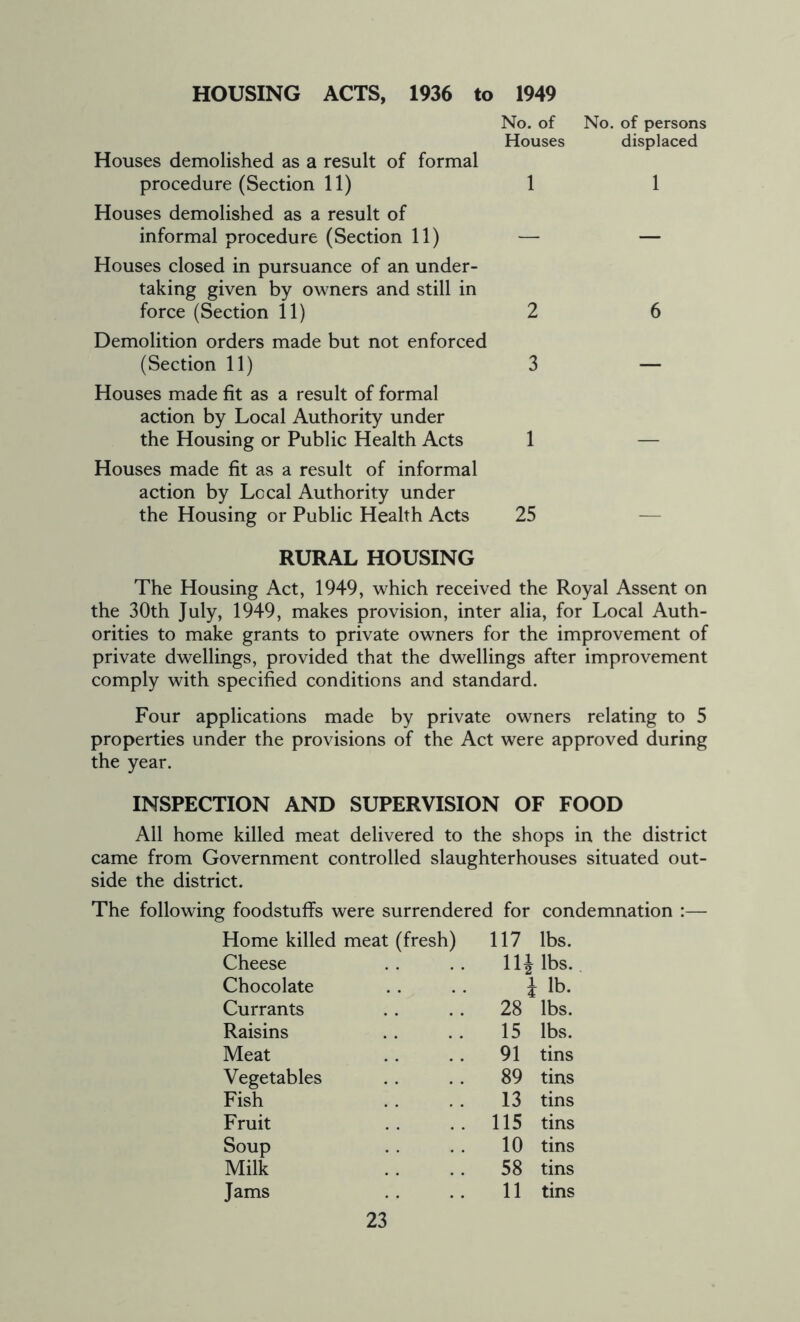 HOUSING ACTS, 1936 to 1949
No. of No. of persons
Houses displaced
Houses demolished as a result of formal
procedure (Section 11) 1 1
Houses demolished as a result of
informal procedure (Section 11) — —
Houses closed in pursuance of an under-
taking given by owners and still in
force (Section 11) 2 6
Demolition orders made but not enforced
(Section 11) 3 —
Houses made fit as a result of formal
action by Local Authority under
the Housing or Public Health Acts 1 —
Houses made fit as a result of informal
action by Local Authority under
the Housing or Public Health Acts 25 —
RURAL HOUSING
The Housing Act, 1949, which received the Royal Assent on
the 30th July, 1949, makes provision, inter alia, for Local Auth-
orities to make grants to private owners for the improvement of
private dwellings, provided that the dwellings after improvement
comply with specified conditions and standard.
Four applications made by private owners relating to 5
properties under the provisions of the Act were approved during
the year.
INSPECTION AND SUPERVISION OF FOOD
All home killed meat delivered to the shops in the district
came from Government controlled slaughterhouses situated out-
side the district.
The following foodstuffs were surrendered for condemnation :—
Home killed meat (fresh) 117 lbs.
Cheese .. .. 11½ lbs.
Chocolate .. .. lb.
Currants .. .. 28 lbs.
Raisins .. .. 15 lbs.
Meat .. .. 91 tins
Vegetables .. .. 89 tins
Fish .. .. 13 tins
Fruit .. .. 115 tins
Soup .. .. 10 tins
Milk .. .. 58 tins
Jams .. .. 11 tins
23